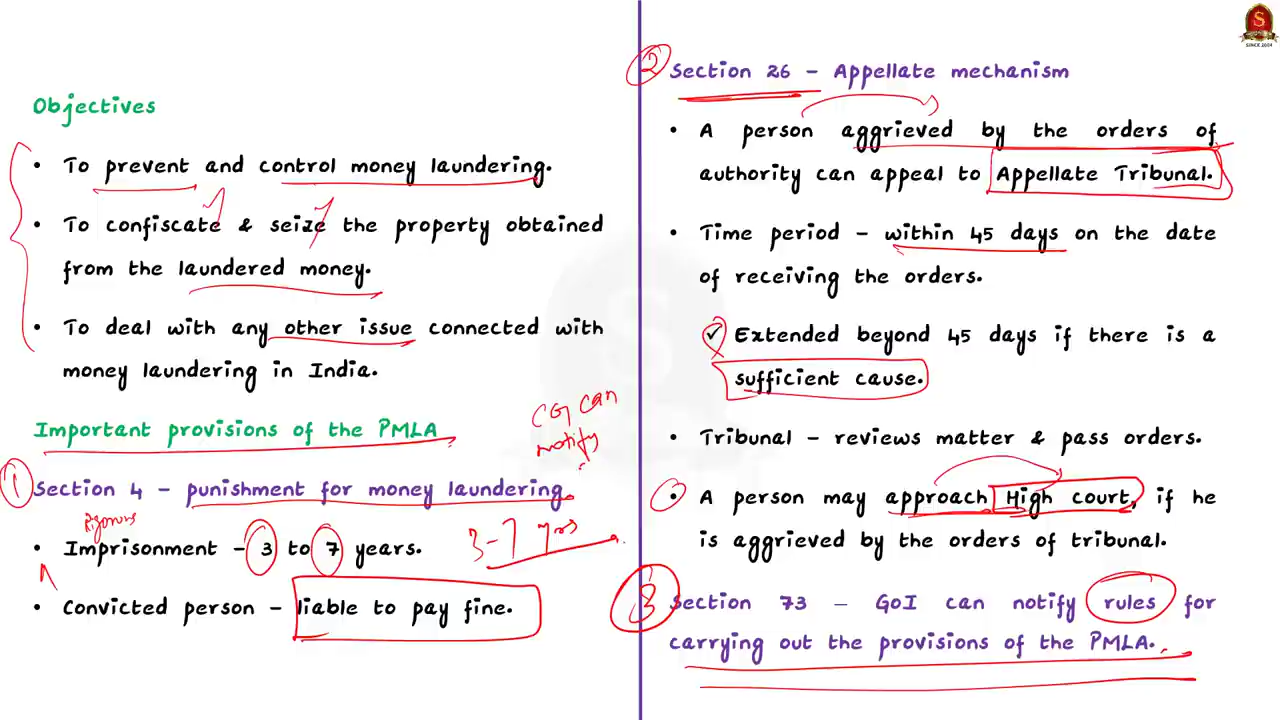 Objectives
• To prevent and control money laundering.
• To confiscate & seize the property obtained
from the laundered money.
• To deal with any other issue connected with
money laundering in India.
CG can
notify
Important provisions of the PMLA
1
Section 4 - punishment for money laundering.
Rigorous
• Imprisonment - 3 to 7 years.
3-7 yrs
• Convicted person - liable to pay fine.
S
SINCE 2004
2
Section 26 - Appellate mechanism
• A person aggrieved by the orders of
authority can appeal to Appellate Tribunal.
• Time period - within 45 days on the date
of receiving the orders.
✓ Extended beyond 45 days if there is a
sufficient cause.
• Tribunal - reviews matter & pass orders.
• A person may approach High court, if he
is aggrieved by the orders of tribunal.
3
Section 73 - GoI can notify rules for
carrying out the provisions of the PMLA.